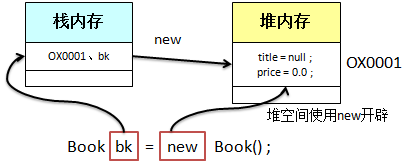 栈内存
OX0001、bk
new
堆内存
title = null ;
price = 0.0 ;
OX0001
堆空间使用new开辟
Book bk = new Book() ;